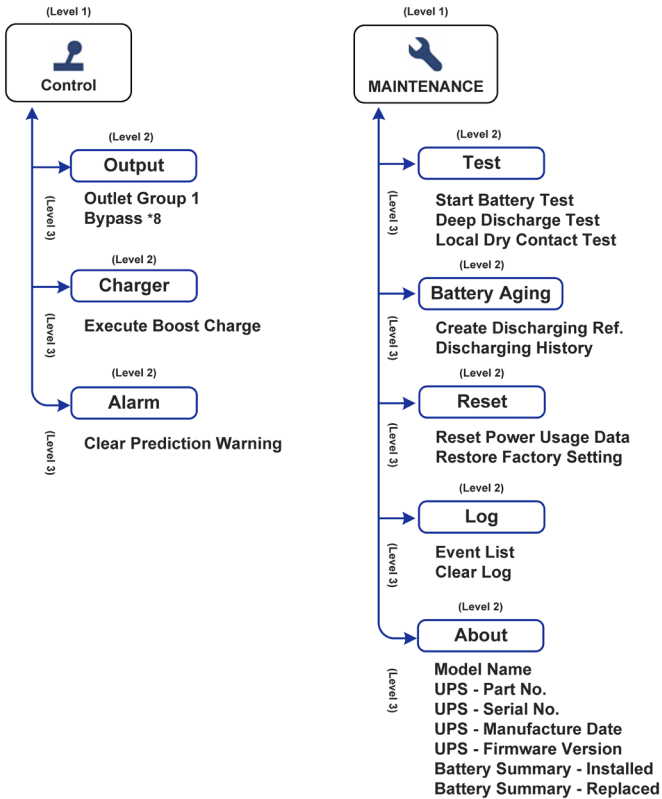 (Level 1)
Control
(Level 2)
Output
(Level 3)
Outlet Group 1
Bypass *8
(Level 2)
Charger
(Level 3)
Execute Boost Charge
(Level 2)
Alarm
(Level 3)
Clear Prediction Warning
(Level 1)
MAINTENANCE
(Level 2)
Test
(Level 3)
Start Battery Test
Deep Discharge Test
Local Dry Contact Test
(Level 2)
Battery Aging
(Level 3)
Create Discharging Ref.
Discharging History
(Level 2)
Reset
(Level 3)
Reset Power Usage Data
Restore Factory Setting
(Level 2)
Log
(Level 3)
Event List
Clear Log
(Level 2)
About
(Level 3)
Model Name
UPS - Part No.
UPS - Serial No.
UPS - Manufacture Date
UPS - Firmware Version
Battery Summary - Installed
Battery Summary - Replaced